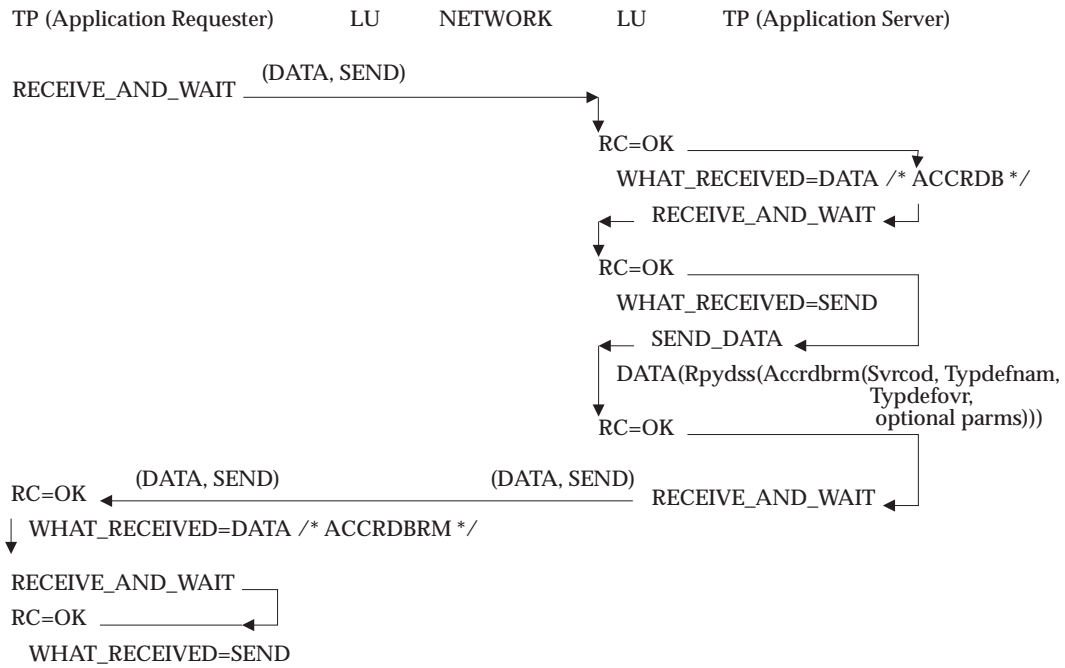 TP (Application Requester) LU NETWORK LU TP (Application Server)
(DATA, SEND)
RECEIVE_AND_WAIT
RC=OK
WHAT_RECEIVED=DATA /* ACCRDB */
RECEIVE_AND_WAIT
RC=OK
WHAT_RECEIVED=SEND
SEND_DATA
DATA(Rpydss(Accrdbrm(Svrcod, Typdefnam,
Typdefovr,
optional parms)))
RC=OK
(DATA, SEND) (DATA, SEND)
RC=OK RECEIVE_AND_WAIT
WHAT_RECEIVED=DATA /* ACCRDBRM */
RECEIVE_AND_WAIT
RC=OK
WHAT_RECEIVED=SEND